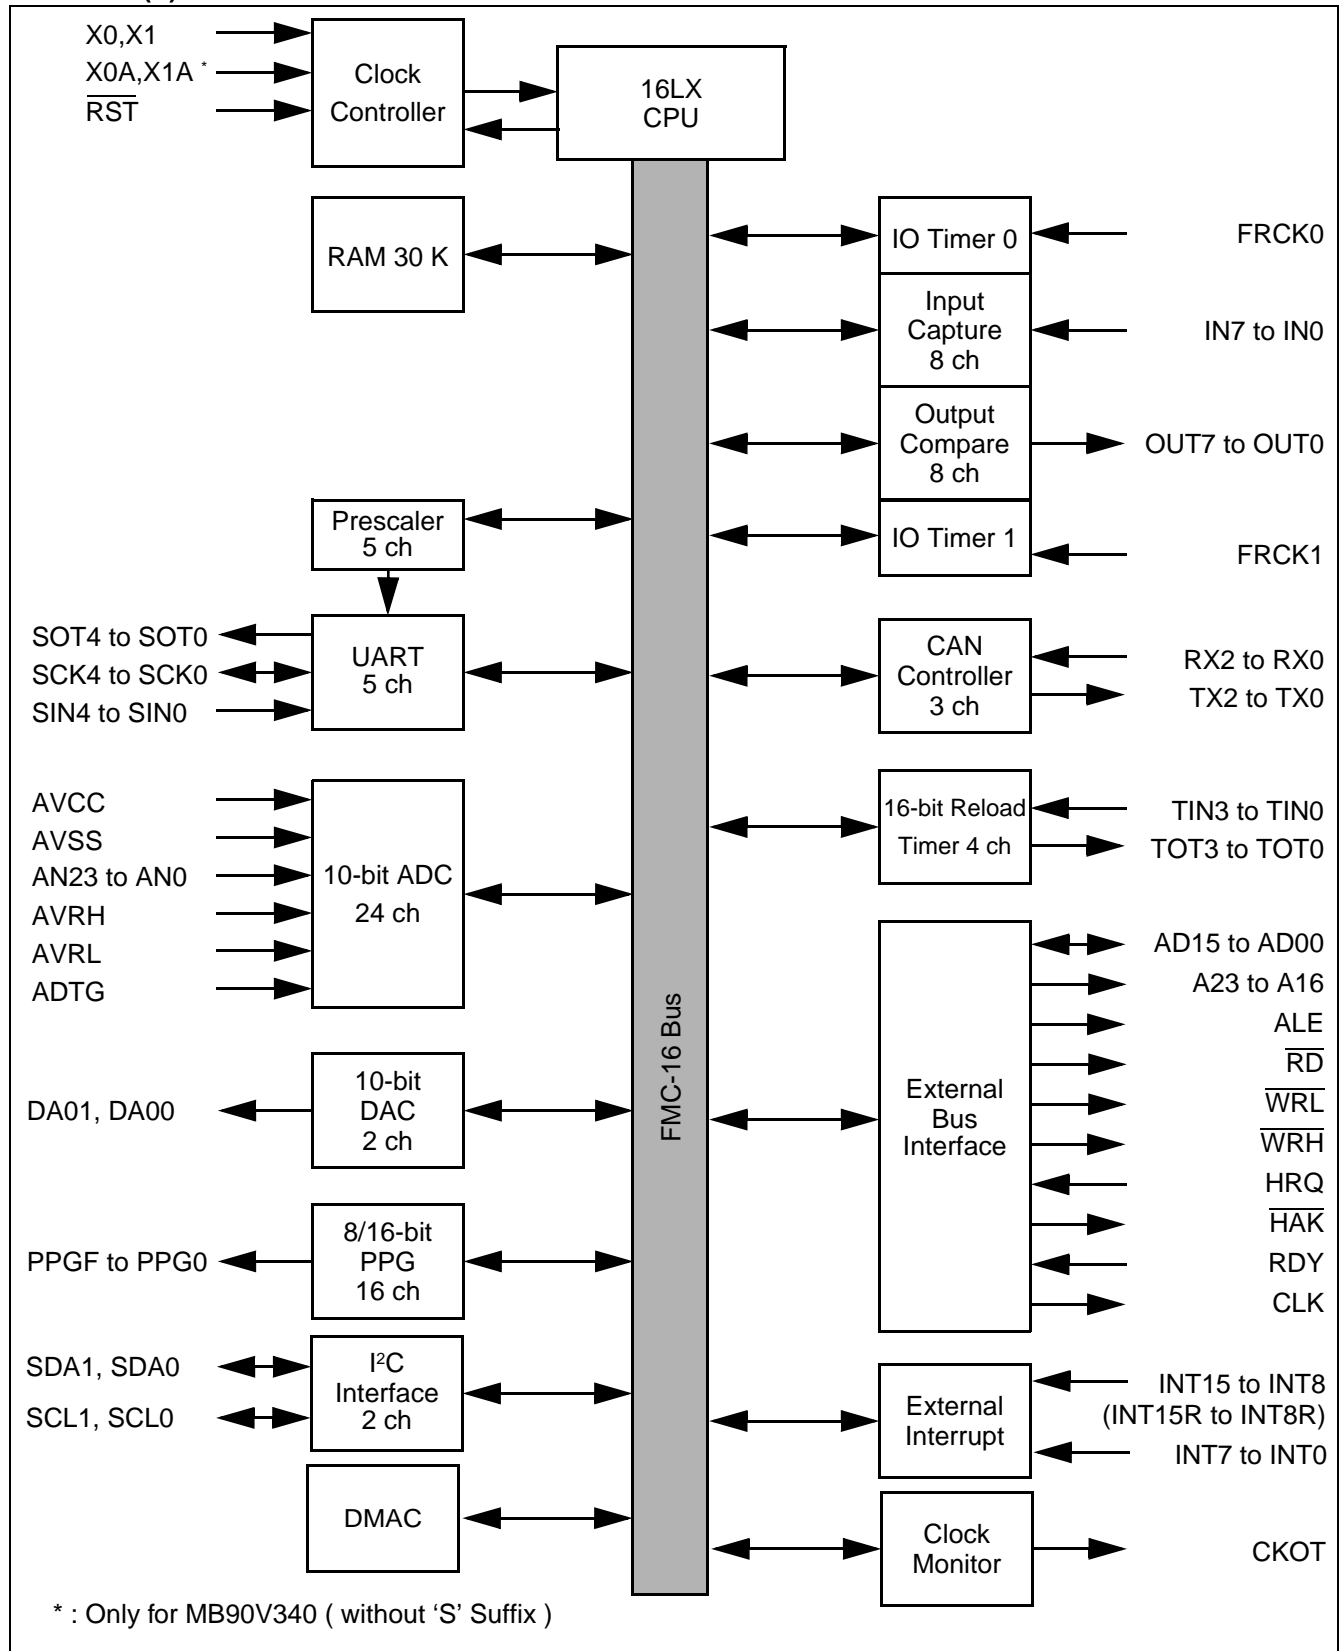 X0,X1
X0A,X1A *
RST
Clock
Controller
16LX
CPU
RAM 30 K
IO Timer 0
FRCK0
Input
Capture
8 ch
IN7 to IN0
Output
Compare
8 ch
OUT7 to OUT0
IO Timer 1
FRCK1
Prescaler
5 ch
SOT4 to SOT0
SCK4 to SCK0
SIN4 to SIN0
UART
5 ch
CAN
Controller
3 ch
RX2 to RX0
TX2 to TX0
AVCC
AVSS
AN23 to AN0
AVRH
AVRL
ADTG
10-bit ADC
24 ch
16-bit Reload
Timer 4 ch
TIN3 to TIN0
TOT3 to TOT0
FMC-16 Bus
External
Bus
Interface
AD15 to AD00
A23 to A16
ALE
RD
WRL
WRH
HRQ
HAK
RDY
CLK
DA01, DA00
10-bit
DAC
2 ch
PPGF to PPG0
8/16-bit
PPG
16 ch
SDA1, SDA0
SCL1, SCL0
I²C
Interface
2 ch
External
Interrupt
INT15 to INT8
(INT15R to INT8R)
INT7 to INT0
DMAC
Clock
Monitor
CKOT
* : Only for MB90V340 ( without ‘S’ Suffix )